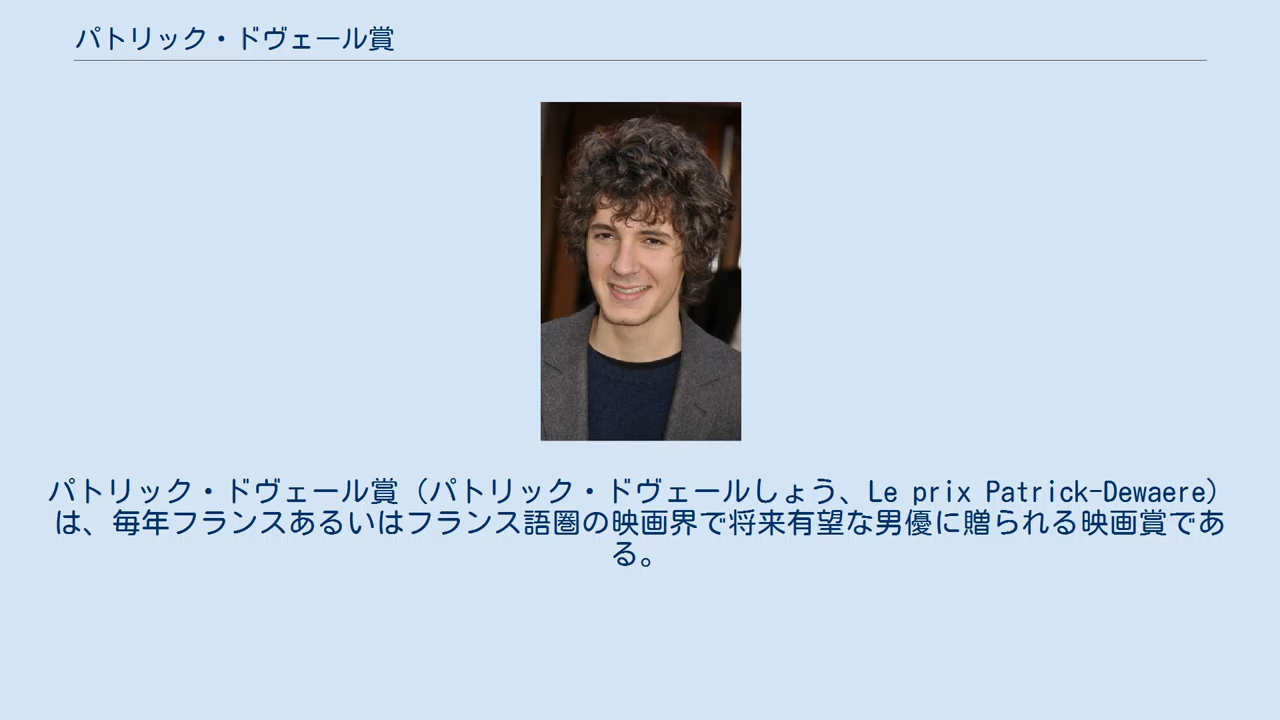 パトリック・ドヴェール賞
パトリック・ドヴェール賞（パトリック・ドヴェールしょう、Le prix Patrick-Dewaere）
は、毎年フランスあるいはフランス語圏の映画界で将来有望な男優に贈られる映画賞であ
る。